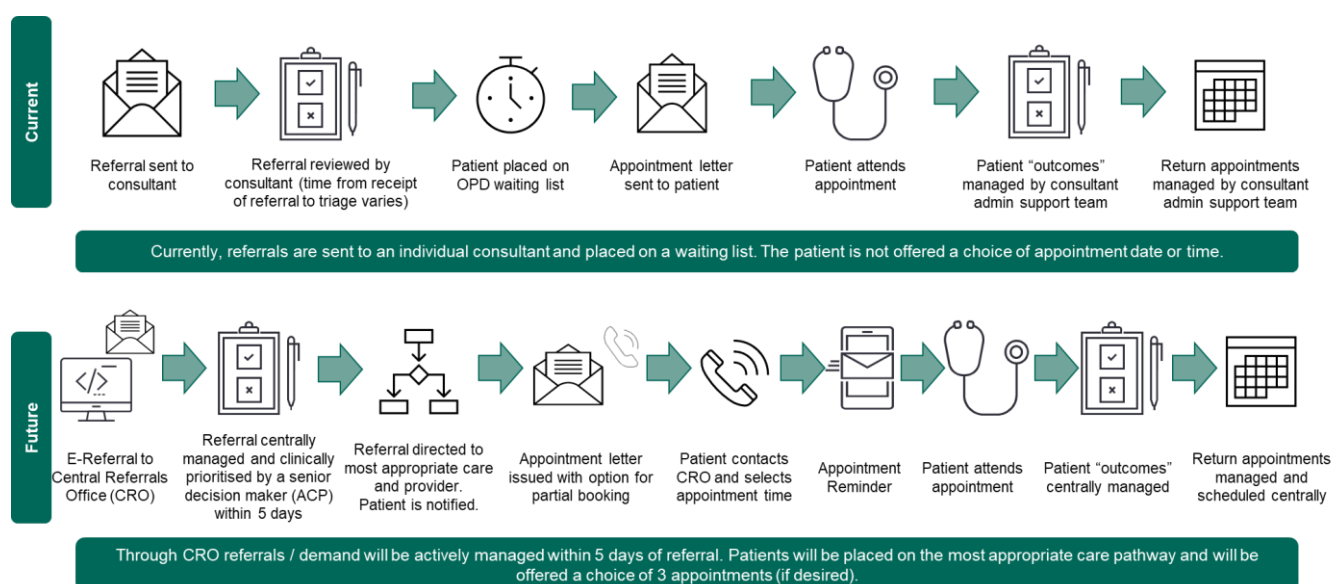 Current
Referral sent to
consultant
Referral reviewed by
consultant (time from receipt
of referral to triage varies)
Patient placed on
OPD waiting list
Appointment letter
sent to patient
Patient attends
appointment
Patient “outcomes”
managed by consultant
admin support team
Return appointments
managed by consultant
admin support team
Currently, referrals are sent to an individual consultant and placed on a waiting list. The patient is not offered a choice of appointment date or time.
Future
</>
E-Referral to
Central Referrals
Office (CRO)
Referral centrally
managed and clinically
prioritised by a senior
decision maker (ACP)
within 5 days
Referral directed to
most appropriate care
and provider.
Patient is notified.
Appointment letter
issued with option for
partial booking
Patient contacts
CRO and selects
appointment time
Appointment
Reminder
Patient attends
appointment
Patient “outcomes”
centrally managed
Return appointments
managed and
scheduled centrally
Through CRO referrals / demand will be actively managed within 5 days of referral. Patients will be placed on the most appropriate care pathway and will be
offered a choice of 3 appointments (if desired).